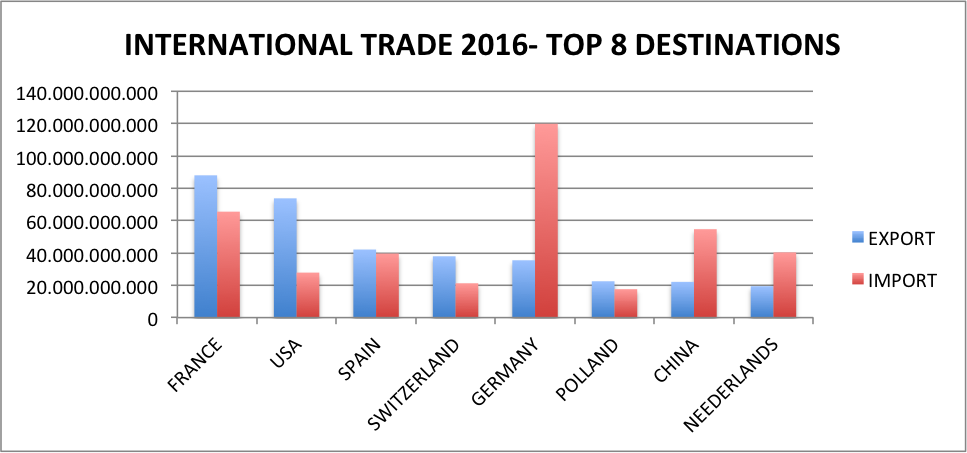 INTERNATIONAL TRADE 2016- TOP 8 DESTINATIONS
140.000.000.000
120.000.000.000
100.000.000.000
80.000.000.000
60.000.000.000
40.000.000.000
20.000.000.000
0
FRANCE
USA
SPAIN
SWITZERLAND
GERMANY
POLLAND
CHINA
NEEDERLANDS
EXPORT
IMPORT